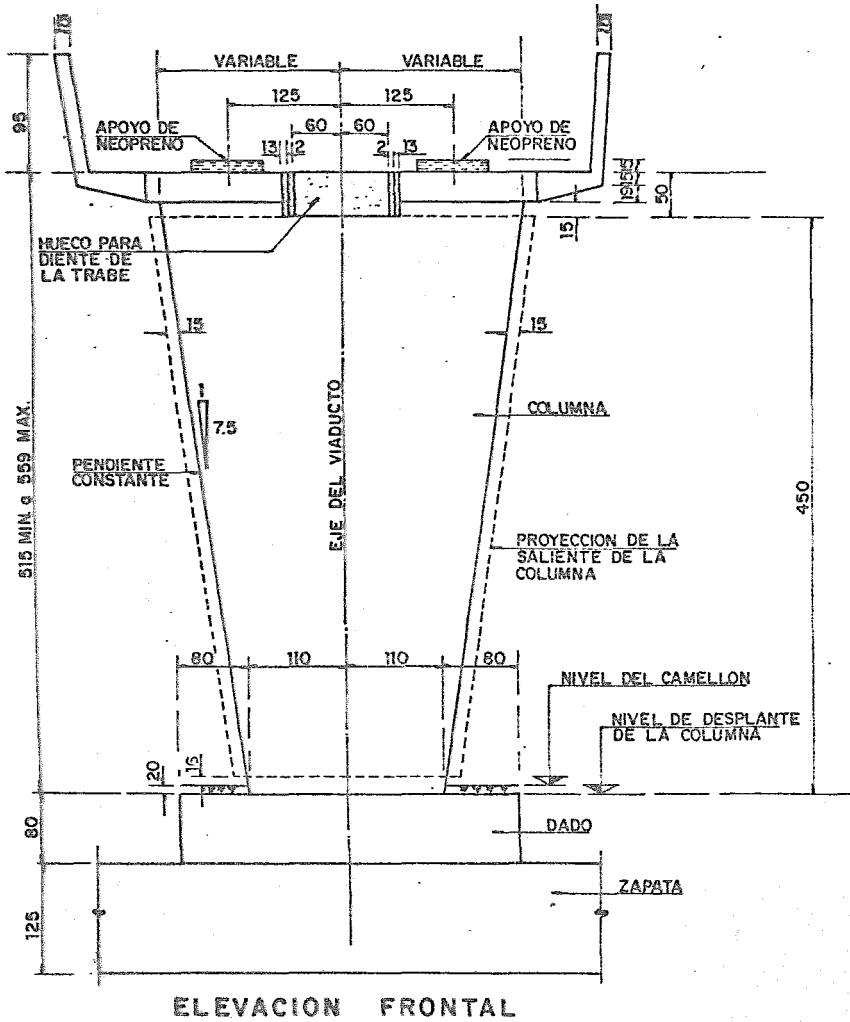 VARIABLE
VARIABLE
125
125
95
APOYO DE
NEOPRENO
60
60
APOYO DE
NEOPRENO
13
2
2
13
15
15
19
50
15
HUECO PARA
DIENTE DE
LA TRABE
15
15
1
7.5
EJE DEL VIADUCTO
COLUMNA
PENDIENTE
CONSTANTE
450
515 MIN. a 559 MAX.
PROYECCION DE LA
SALIENTE DE LA
COLUMNA
80
110
110
80
NIVEL DEL CAMELLON
NIVEL DE DESPLANTE
DE LA COLUMNA
20
15
80
DADO
ZAPATA
125
ELEVACION FRONTAL